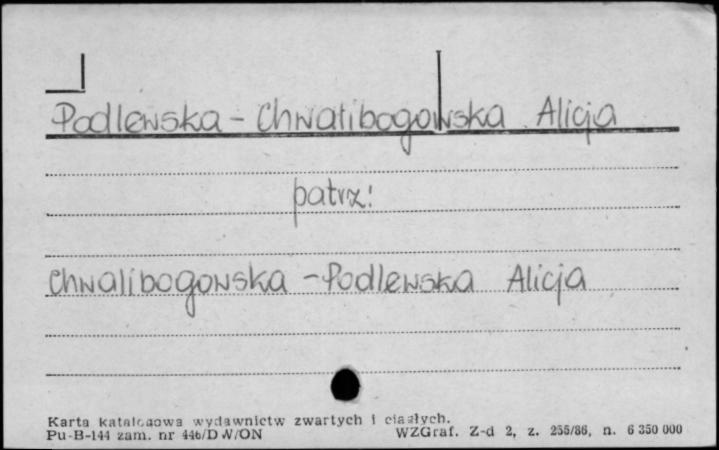 Podlewska - Chwalibogowska Alicja
patrz:
Chwalibogowska - Podlewska Alicja
Karta katalogowa wydawnictw zwartych i ciągłych.
Pu-B-144 zam. nr 446/DW/ON WZGraf. Z-d 2, z. 255/86, n. 6 350 000